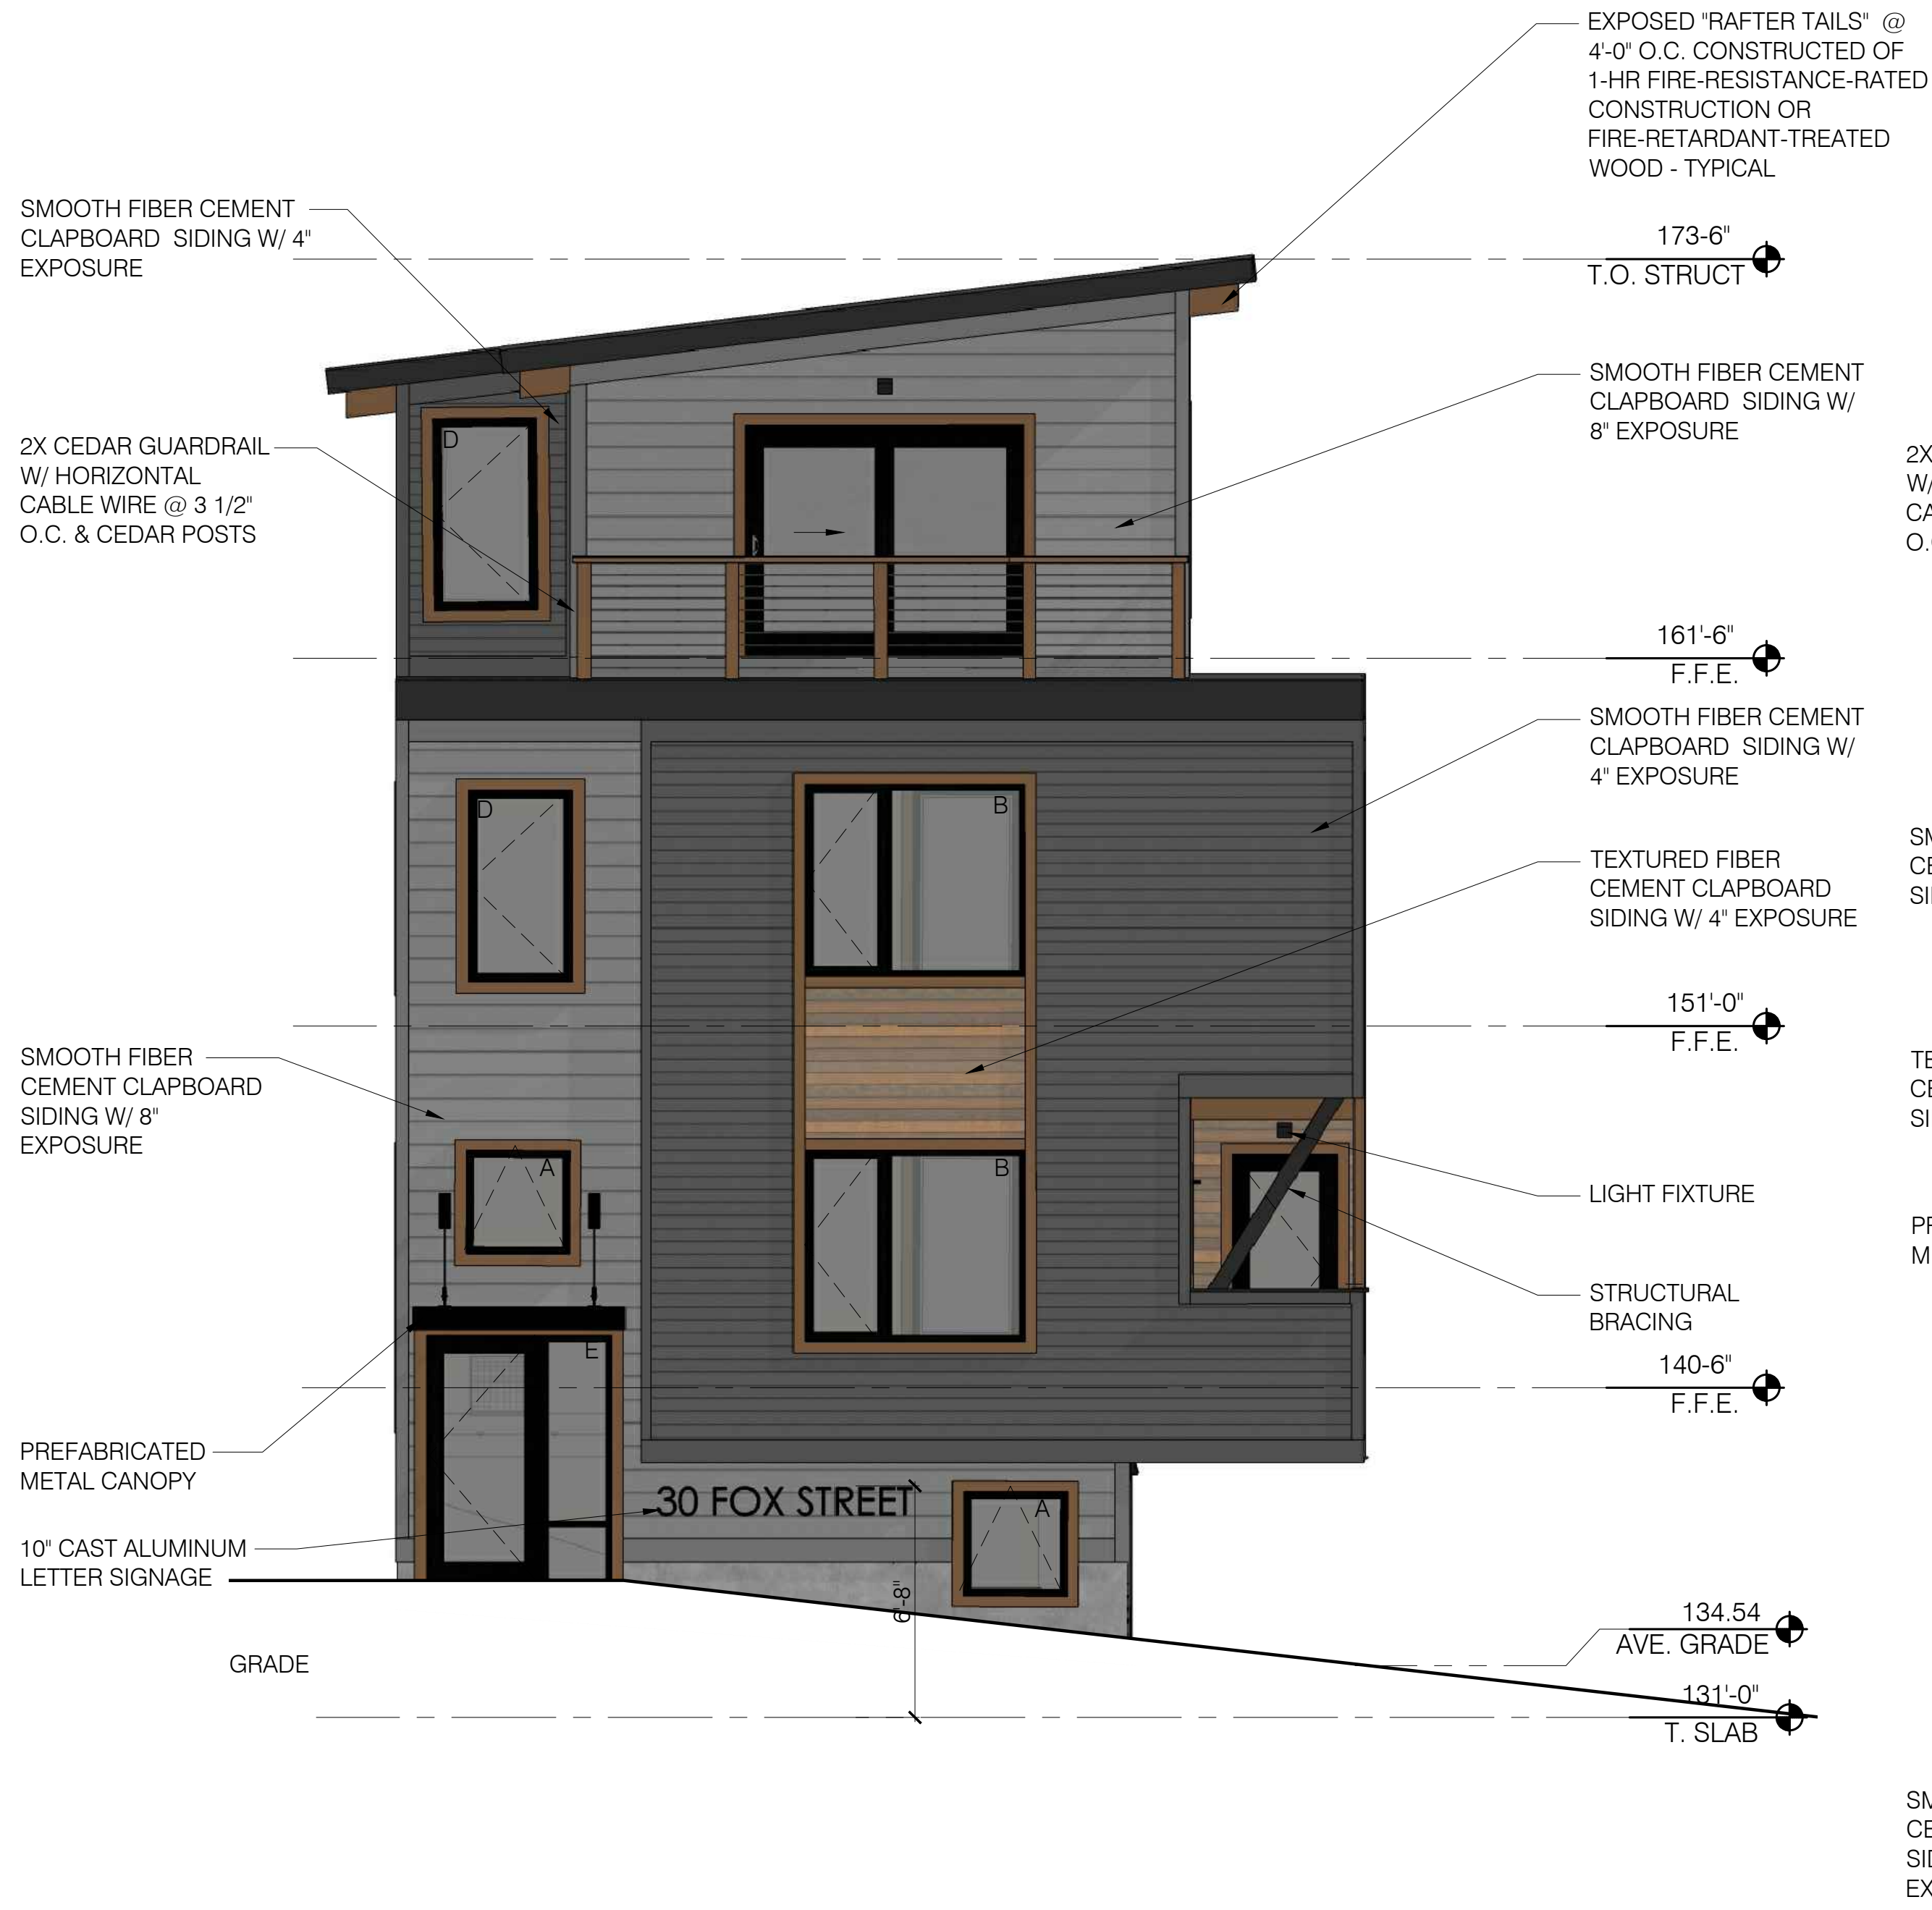 EXPOSED "RAFTER TAILS" @
4'-0" O.C. CONSTRUCTED OF
1-HR FIRE-RESISTANCE-RATED
CONSTRUCTION OR
FIRE-RETARDANT-TREATED
WOOD - TYPICAL
SMOOTH FIBER CEMENT
CLAPBOARD SIDING W/ 4"
EXPOSURE
173-6"
T.O. STRUCT
SMOOTH FIBER CEMENT
CLAPBOARD SIDING W/
8" EXPOSURE
2X CEDAR GUARDRAIL
W/ HORIZONTAL
CABLE WIRE @ 3 1/2"
O.C. & CEDAR POSTS
D
161'-6"
F.F.E.
SMOOTH FIBER CEMENT
CLAPBOARD SIDING W/
4" EXPOSURE
D
B
TEXTURED FIBER
CEMENT CLAPBOARD
SIDING W/ 4" EXPOSURE
151'-0"
F.F.E.
SMOOTH FIBER
CEMENT CLAPBOARD
SIDING W/ 8"
EXPOSURE
A
B
LIGHT FIXTURE
STRUCTURAL
BRACING
E
140-6"
F.F.E.
PREFABRICATED
METAL CANOPY
30 FOX STREET
A
10" CAST ALUMINUM
LETTER SIGNAGE
6'-8"
134.54
AVE. GRADE
GRADE
131'-0"
T. SLAB
2X
W/